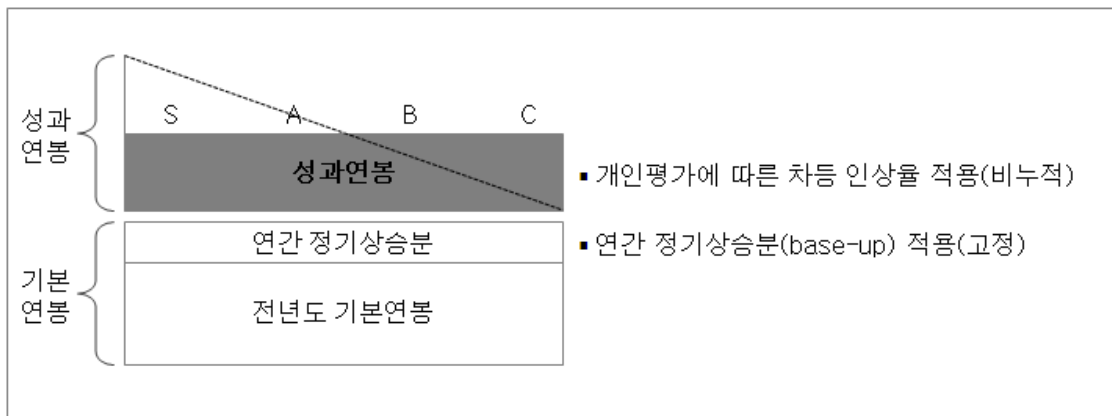 성과
연봉
S A B C
성과연봉
▪ 개인평가에 따른 차등 인상율 적용(비누적)
기본
연봉
연간 정기상승분
▪ 연간 정기상승분(base-up) 적용(고정)
전년도 기본연봉